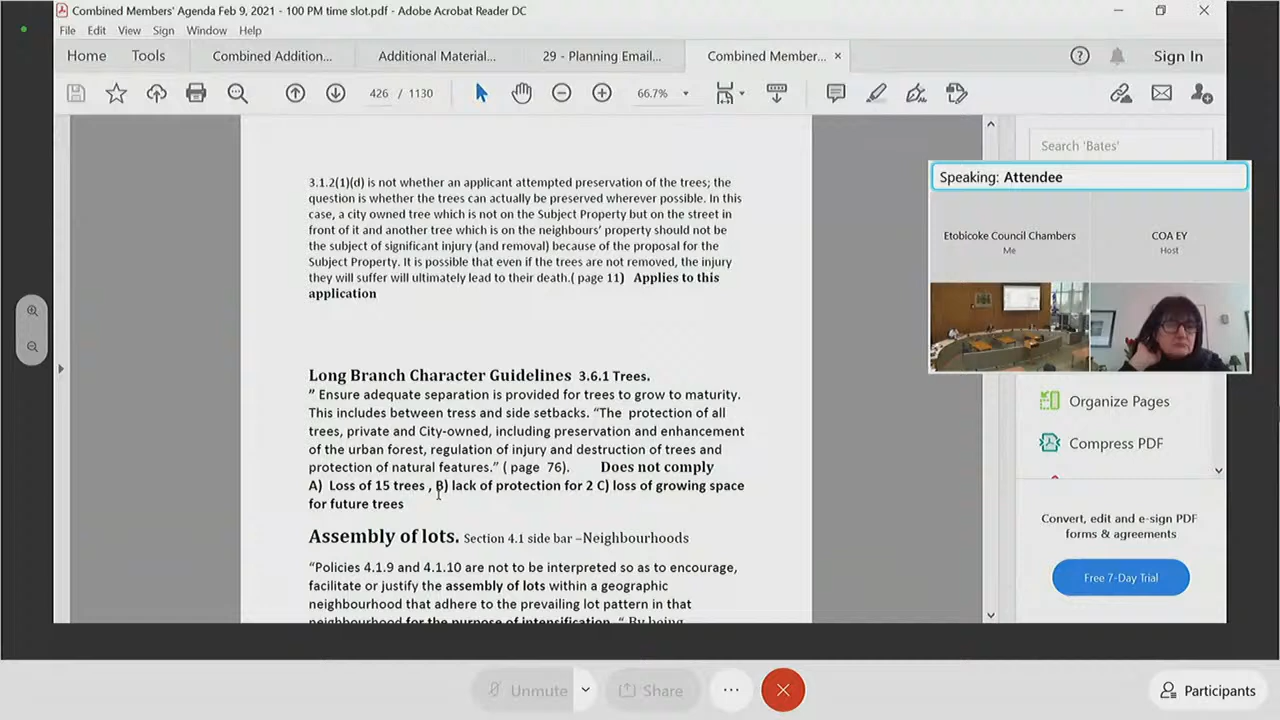 Combined Members' Agenda Feb 9, 2021 - 100 PM time slot.pdf - Adobe Acrobat Reader DC
File Edit View Sign Window Help
Home Tools Combined Addition... Additional Material... 29 - Planning Email... Combined Member... × Sign In
426 / 1130 66.7%
Search 'Bates'
3.1.2(1)(d) is not whether an applicant attempted preservation of the trees; the
question is whether the trees can actually be preserved wherever possible. In this
case, a city owned tree which is not on the Subject Property but on the street in
front of it and another tree which is on the neighbours' property should not be
the subject of significant injury (and removal) because of the proposal for the
Subject Property. It is possible that even if the trees are not removed, the injury
they will suffer will ultimately lead to their death.( page 11) Applies to this
application
Long Branch Character Guidelines 3.6.1 Trees.
" Ensure adequate separation is provided for trees to grow to maturity.
This includes between tress and side setbacks. "The protection of all
trees, private and City-owned, including preservation and enhancement
of the urban forest, regulation of injury and destruction of trees and
protection of natural features." ( page 76). Does not comply
A) Loss of 15 trees , B) lack of protection for 2 C) loss of growing space
for future trees
Assembly of lots. Section 4.1 side bar –Neighbourhoods
"Policies 4.1.9 and 4.1.10 are not to be interpreted so as to encourage,
facilitate or justify the assembly of lots within a geographic
neighbourhood that adhere to the prevailing lot pattern in that
neighbourhood for the purpose of intensification. " By being
Speaking: Attendee
Etobicoke Council Chambers
Me
COA EY
Host
Organize Pages
Compress PDF
Convert, edit and e-sign PDF
forms & agreements
Free 7-Day Trial
Unmute Share ... Participants